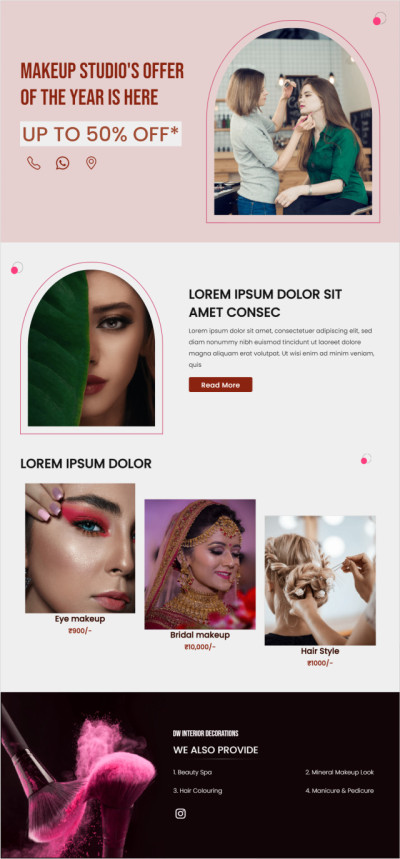 MAKEUP STUDIO'S OFFER
OF THE YEAR IS HERE
UP TO 50% OFF*
LOREM IPSUM DOLOR SIT
AMET CONSEC
Lorem ipsum dolor sit amet, consectetuer adipiscing elit, sed
diam nonummy nibh euismod tincidunt ut laoreet dolore
magna aliquam erat volutpat. Ut wisi enim ad minim veniam,
quis
Read More
LOREM IPSUM DOLOR
Eye makeup
₹900/-
Bridal makeup
₹10,000/-
Hair Style
₹1000/-
DW INTERIOR DECORATIONS
WE ALSO PROVIDE
1. Beauty Spa
2. Mineral Makeup Look
3. Hair Colouring
4. Manicure & Pedicure